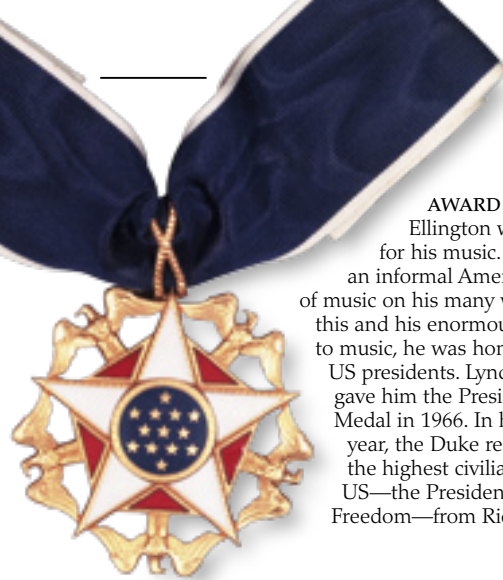 AWARD
Ellington w
for his music.
an informal Amer
of music on his many w
this and his enormou
to music, he was hon
US presidents. Lynd
gave him the Presi
Medal in 1966. In h
year, the Duke re
the highest civilia
US—the Presiden
Freedom—from Ric